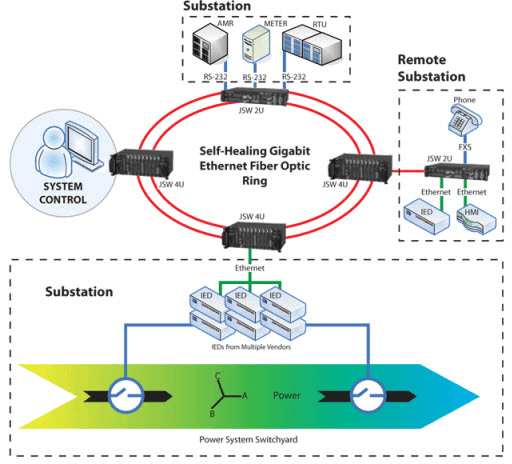 Substation
AMR
METER
RTU
RS-232
RS-232
RS-232
JSW 2U
Remote
Substation
Phone
FXS
JSW 2U
Ethernet
Ethernet
IED
HMI
Self-Healing Gigabit
Ethernet Fiber Optic
Ring
SYSTEM
CONTROL
JSW 4U
JSW 4U
JSW 4U
Ethernet
Substation
IED
IED
IED
IEDs from Multiple Vendors
C
A
B
Power
Power System Switchyard